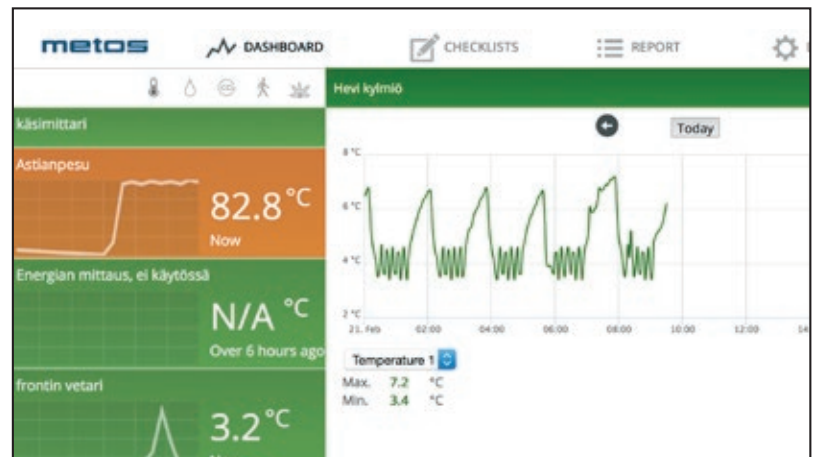 metos
DASHBOARD
CHECKLISTS
REPORT
Hevi kylmiö
käsimittari
Astianpesu
82.8 °C
Now
Energian mittaus, ei käytössä
N/A °C
Over 6 hours ago
frontin vetari
3.2 °C
Today
8 °C
6 °C
4 °C
2 °C
21. Feb 02:00 04:00 06:00 08:00 10:00 12:00
Temperature 1
Max. 7.2 °C
Min. 3.4 °C